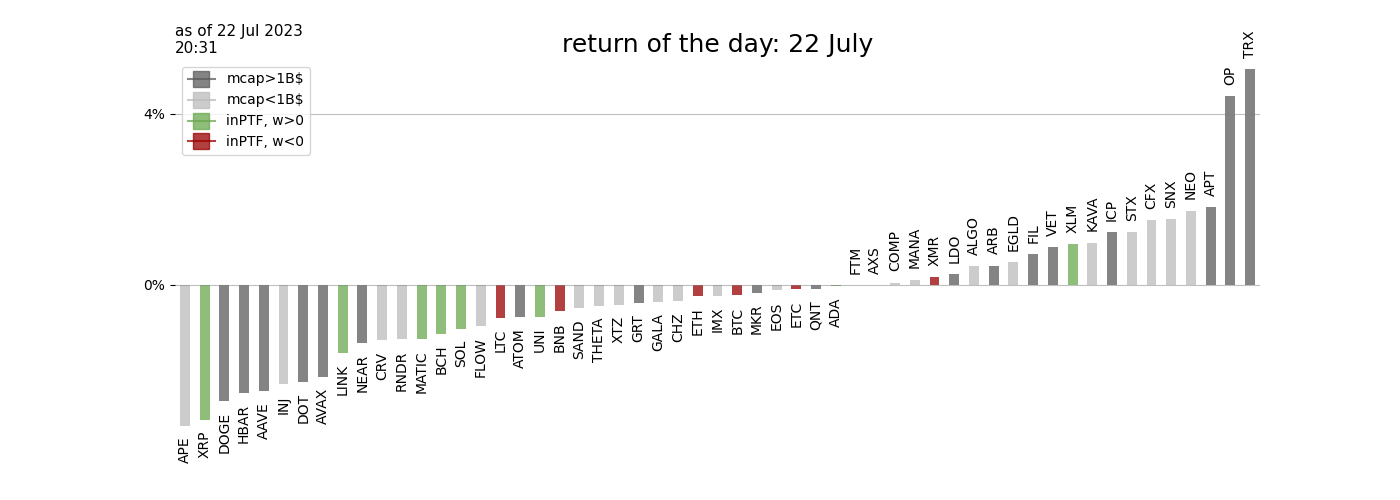 as of 22 Jul 2023
20:31
return of the day: 22 July
mcap>1B$
mcap<1B$
inPTF, w>0
inPTF, w<0
4%
0%
APE
XRP
DOGE
HBAR
AAVE
INJ
DOT
AVAX
LINK
NEAR
CRV
RNDR
MATIC
BCH
SOL
FLOW
LTC
ATOM
UNI
BNB
SAND
THETA
XTZ
GRT
GALA
CHZ
ETH
IMX
BTC
MKR
EOS
ETC
QNT
ADA
FTM
AXS
COMP
MANA
XMR
LDO
ALGO
ARB
EGLD
FIL
VET
XLM
KAVA
ICP
STX
CFX
SNX
NEO
APT
OP
TRX